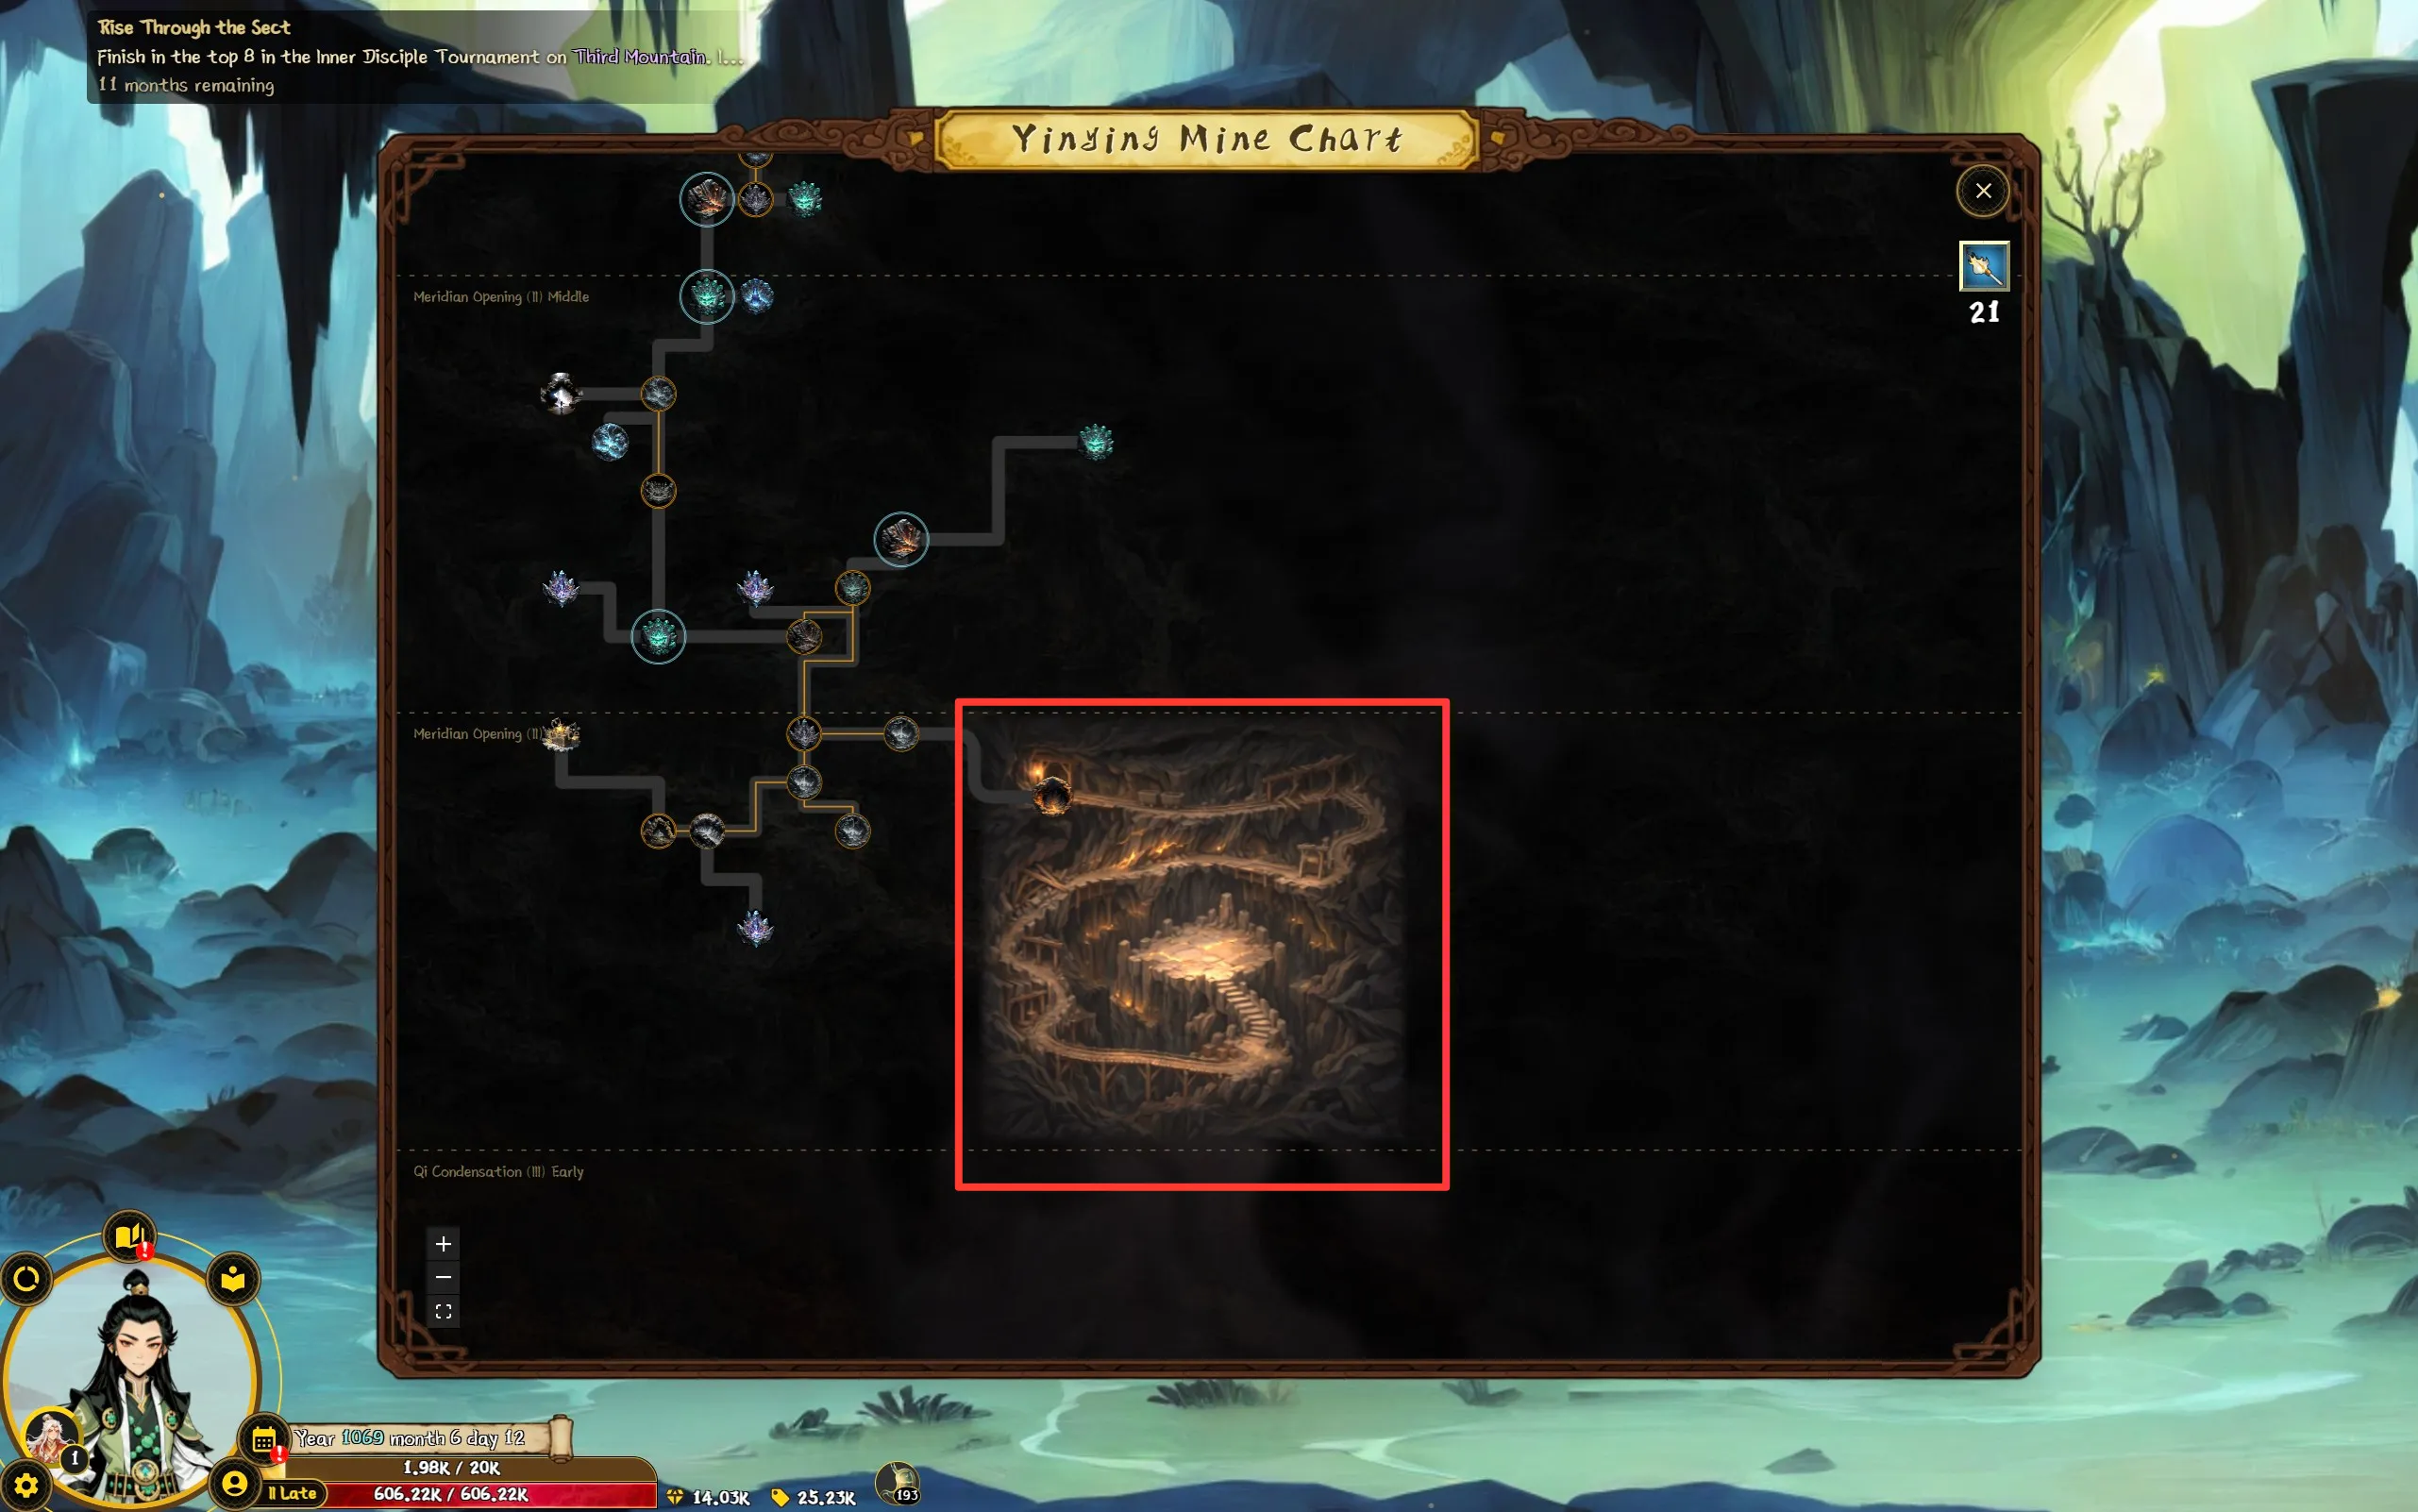 Rise Through the Sect
Finish in the top 8 in the Inner Disciple Tournament on Third Mountain. I...
11 months remaining
Yinying Mine Chart
21
Meridian Opening (II) Middle
Meridian Opening (II)
Qi Condensation (III) Early
Year 1069 month 6 day 12
1
1.98K / 20K
II Late
606.22K / 606.22K
14.03K
25.23K
193